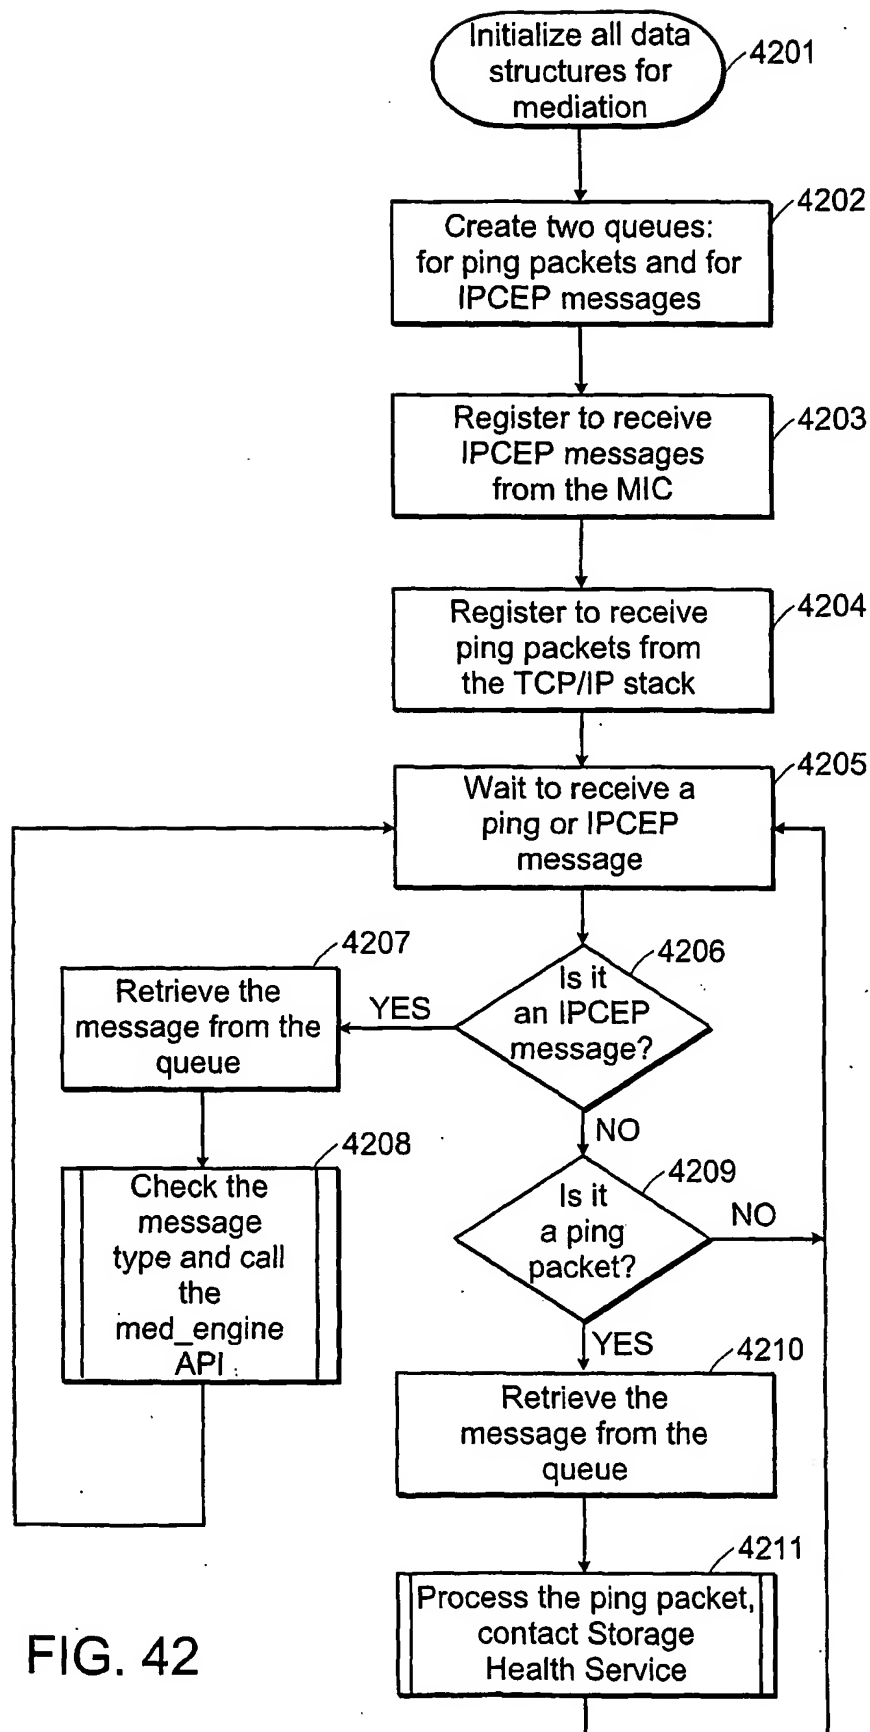 Initialize all data
structures for
mediation
4201
4202
Create two queues:
for ping packets and for
IPCEP messages
4203
Register to receive
IPCEP messages
from the MIC
4204
Register to receive
ping packets from
the TCP/IP stack
4205
Wait to receive a
ping or IPCEP
message
4206
Is it
an IPCEP
message?
YES
4207
Retrieve the
message from the
queue
4208
Check the
message
type and call
the
med_engine
API
NO
4209
Is it
a ping
packet?
NO
YES
4210
Retrieve the
message from the
queue
4211
Process the ping packet,
contact Storage
Health Service
FIG. 42